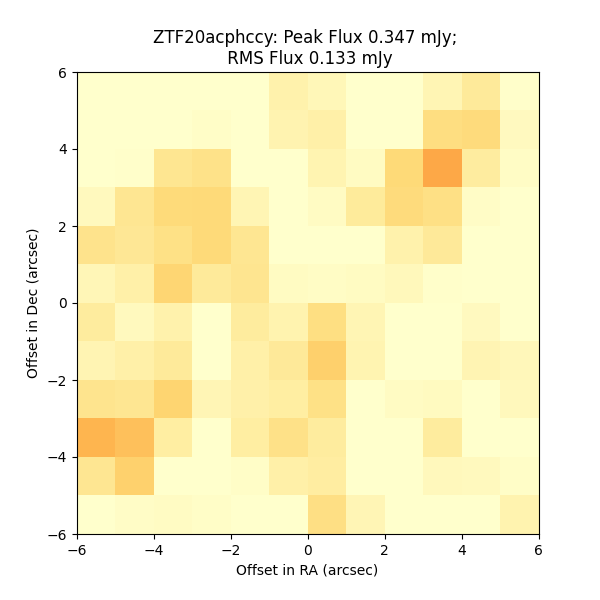 ZTF20acphccy: Peak Flux 0.347 mJy;
RMS Flux 0.133 mJy
6
4
2
0
−2
−4
−6
Offset in Dec (arcsec)
−6 −4 −2 0 2 4 6
Offset in RA (arcsec)